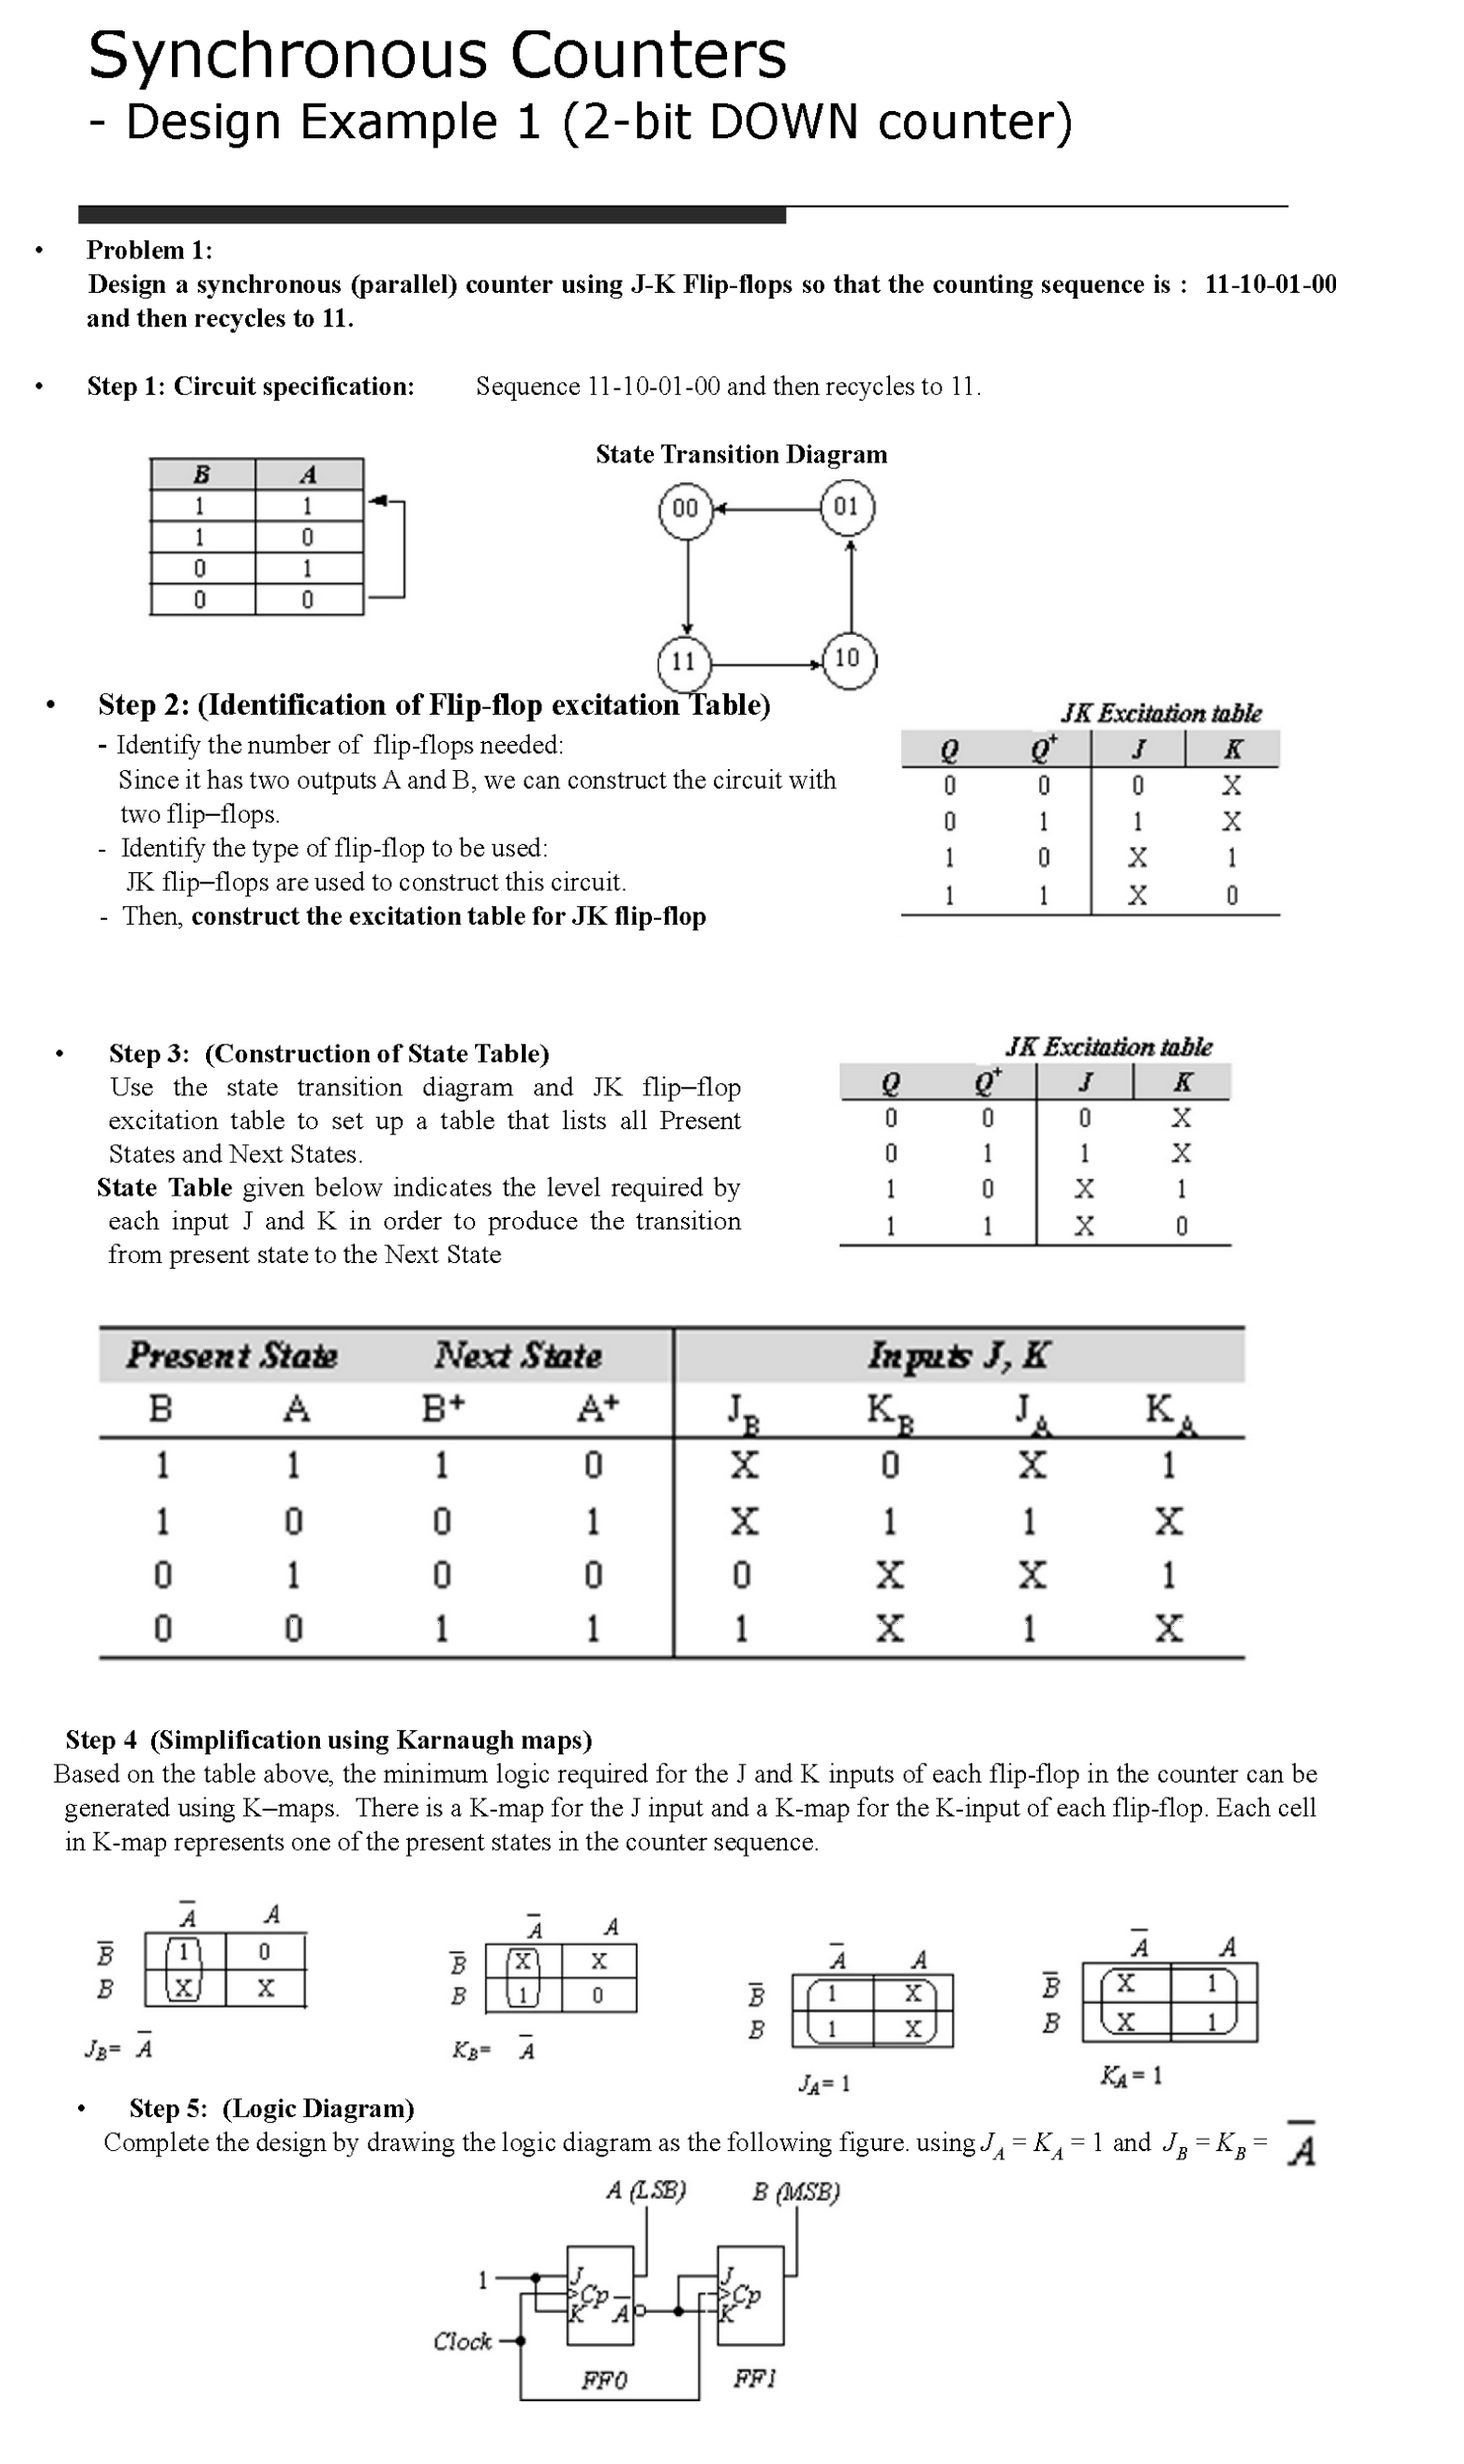 Synchronous Counters
- Design Example 1 (2-bit DOWN counter)
• Problem 1:
Design a synchronous (parallel) counter using J-K Flip-flops so that the counting sequence is : 11-10-01-00
and then recycles to 11.
• Step 1: Circuit specification: Sequence 11-10-01-00 and then recycles to 11.
State Transition Diagram
B A
1 1
1 0
0 1
0 0
00 01
11 10
• Step 2: (Identification of Flip-flop excitation Table)
- Identify the number of flip-flops needed:
Since it has two outputs A and B, we can construct the circuit with
two flip–flops.
- Identify the type of flip-flop to be used:
JK flip–flops are used to construct this circuit.
- Then, construct the excitation table for JK flip-flop
JK Excitation table
Q Q⁺ J K
0 0 0 X
0 1 1 X
1 0 X 1
1 1 X 0
• Step 3: (Construction of State Table)
Use the state transition diagram and JK flip–flop
excitation table to set up a table that lists all Present
States and Next States.
State Table given below indicates the level required by
each input J and K in order to produce the transition
from present state to the Next State
JK Excitation table
Q Q⁺ J K
0 0 0 X
0 1 1 X
1 0 X 1
1 1 X 0
Present State Next State Inputs J, K
B A B+ A+ J_B K_B J_A K_A
1 1 1 0 X 0 X 1
1 0 0 1 X 1 1 X
0 1 0 0 0 X X 1
0 0 1 1 1 X 1 X
Step 4 (Simplification using Karnaugh maps)
Based on the table above, the minimum logic required for the J and K inputs of each flip-flop in the counter can be
generated using K–maps. There is a K-map for the J input and a K-map for the K-input of each flip-flop. Each cell
in K-map represents one of the present states in the counter sequence.
A̅ A
B̅ 1 0
B X X
J_B= A̅
A̅ A
B̅ X X
B 1 0
K_B= A̅
A̅ A
B̅ 1 X
B 1 X
J_A= 1
A̅ A
B̅ X 1
B X 1
K_A= 1
• Step 5: (Logic Diagram)
Complete the design by drawing the logic diagram as the following figure. using J_A = K_A = 1 and J_B = K_B = A̅
A (LSB) B (MSB)
1 J J
Cp Cp
K A̅ K
Clock
FF0 FF1